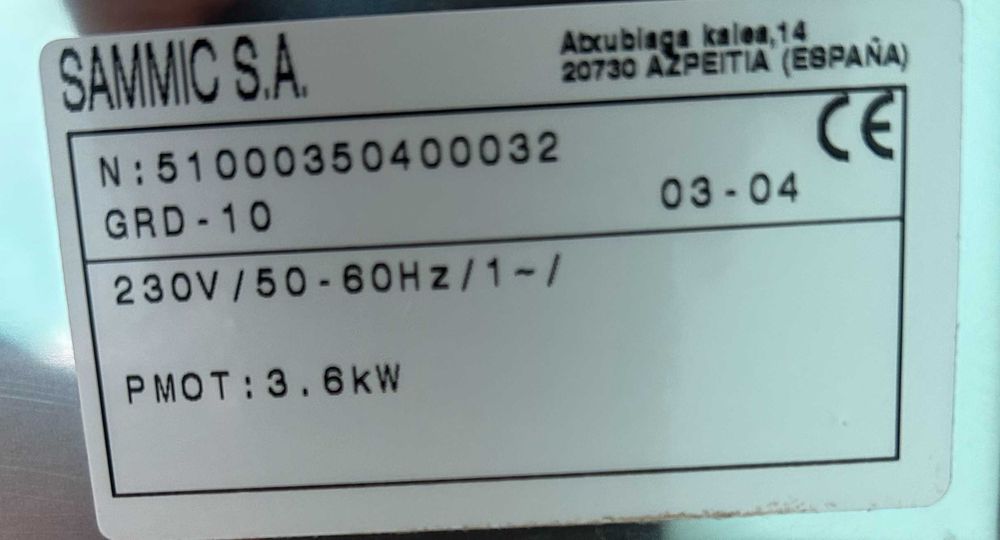 SAMMIC S.A.
Atxubiaga kalea,14
20730 AZPEITIA (ESPAÑA)
CE
N:51000350400032
GRD-10 03-04
230V/50-60Hz/1~/
PMOT:3.6kW